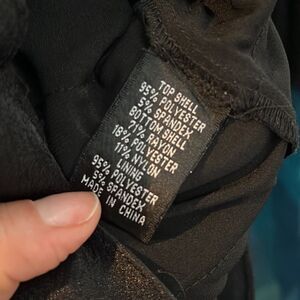 TOP SHELL
95% POLYESTER
5% SPANDEX
BOTTOM SHELL
71% RAYON
18% POLYESTER
11% NYLON
LINING
95% POLYESTER
5% SPANDEX
MADE IN CHINA